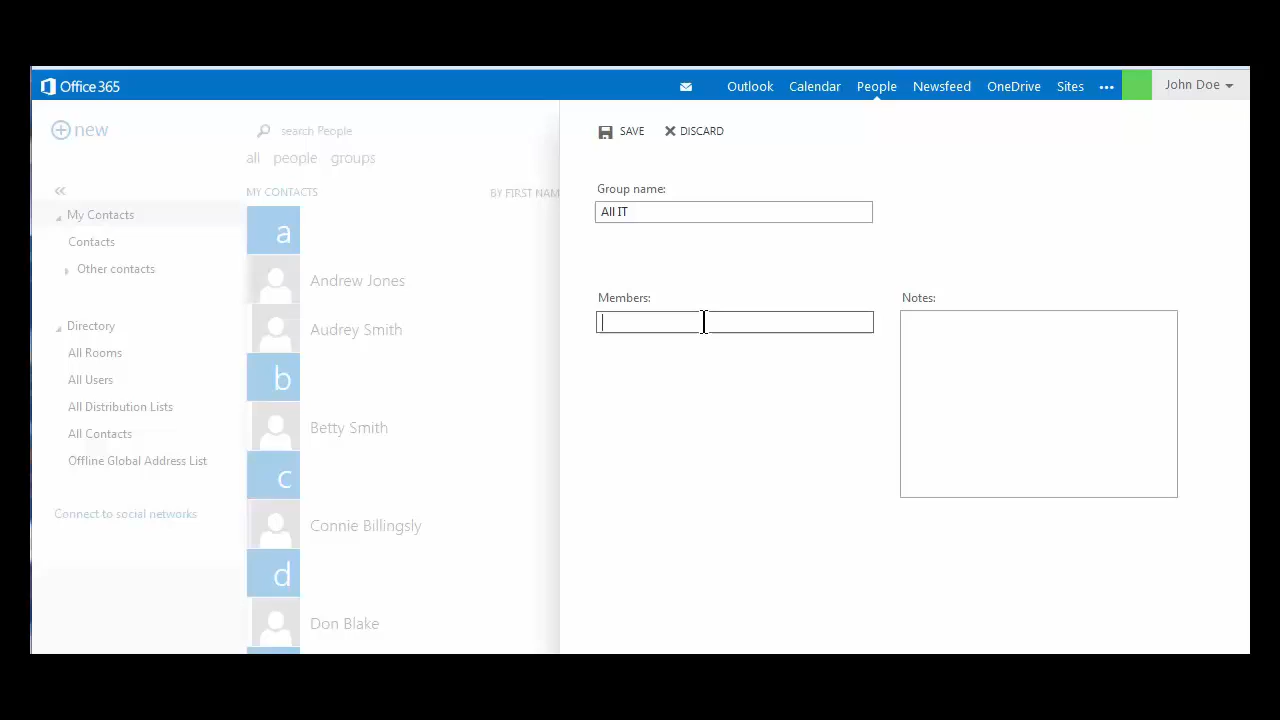 Office 365
Outlook Calendar People Newsfeed OneDrive Sites ••• John Doe
new
search People
all people groups
MY CONTACTS BY FIRST NAM
My Contacts
Contacts
Other contacts
Directory
All Rooms
All Users
All Distribution Lists
All Contacts
Offline Global Address List
Connect to social networks
a
Andrew Jones
Audrey Smith
b
Betty Smith
c
Connie Billingsly
d
Don Blake
SAVE DISCARD
Group name:
All IT
Members:
Notes: